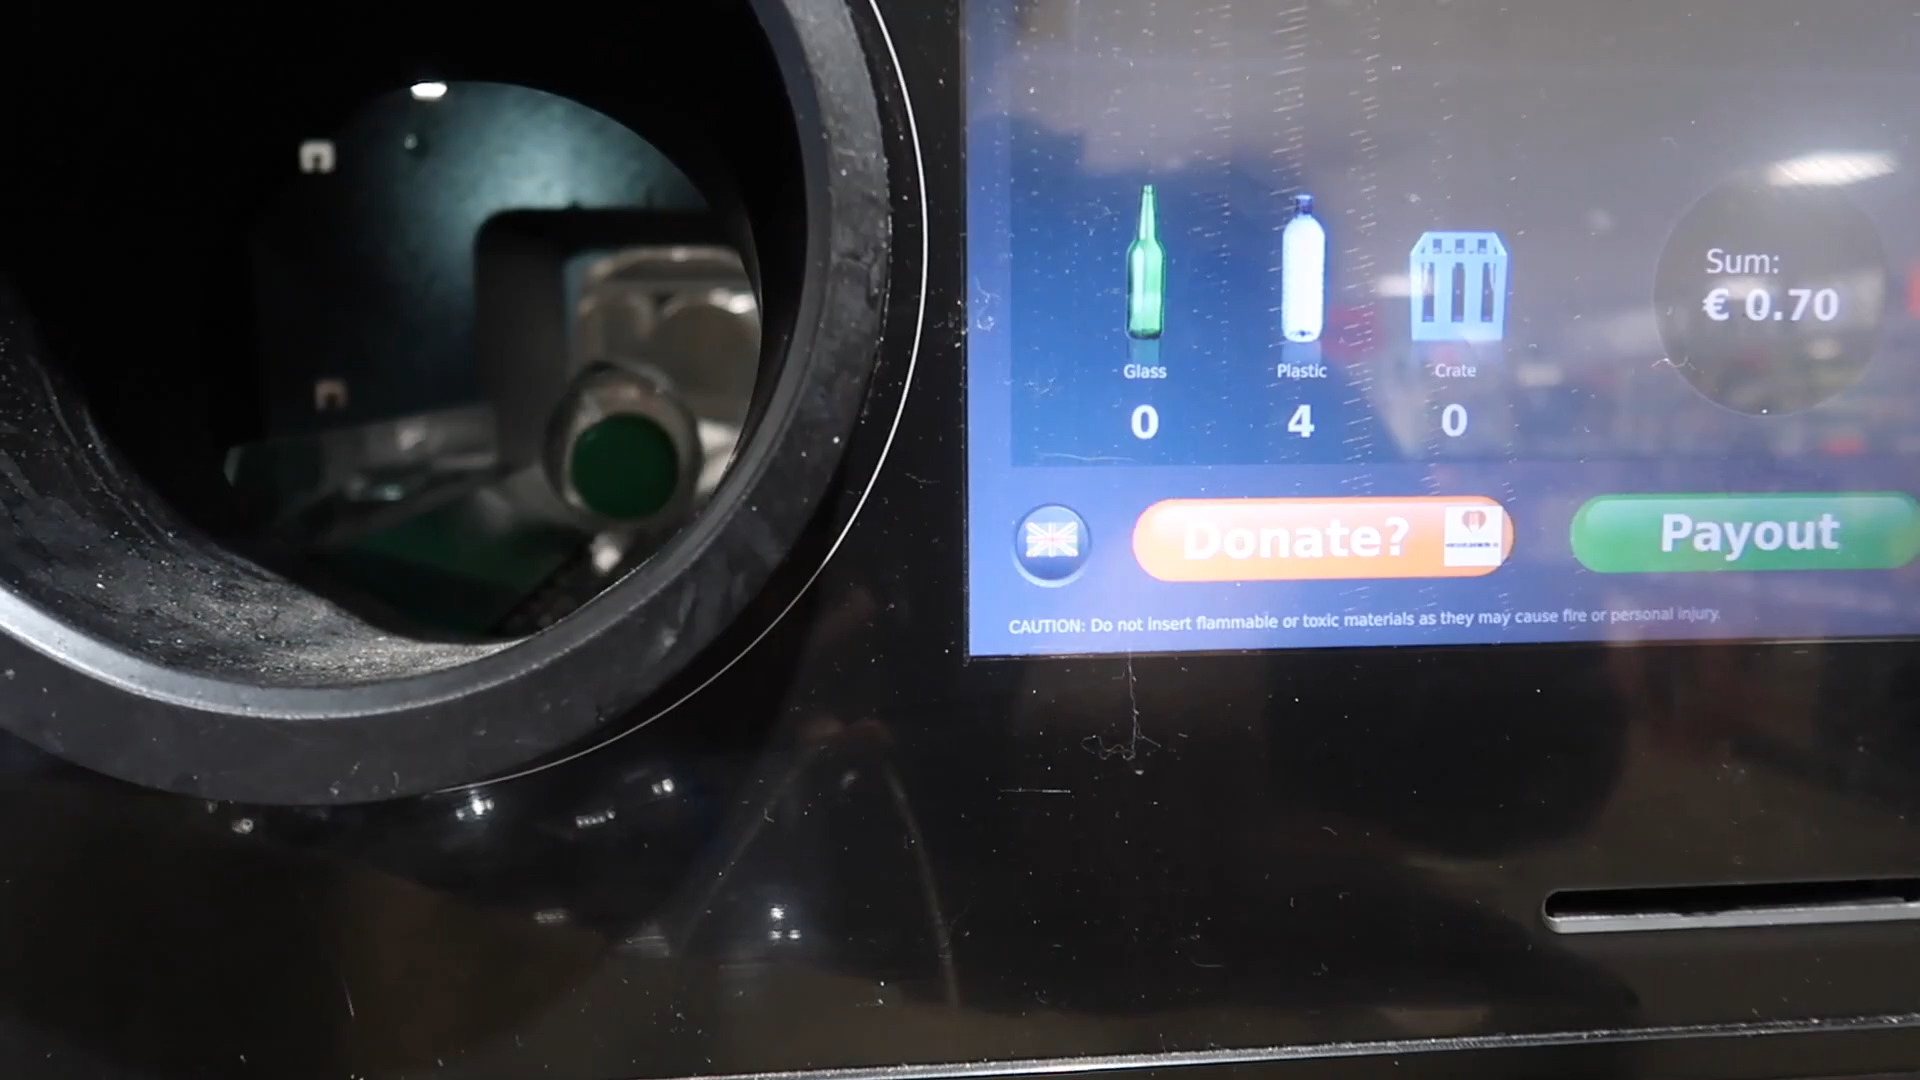 Sum:
€ 0.70
Glass
Plastic
Crate
0
4
0
Donate?
Payout
CAUTION: Do not insert flammable or toxic materials as they may cause fire or personal injury.